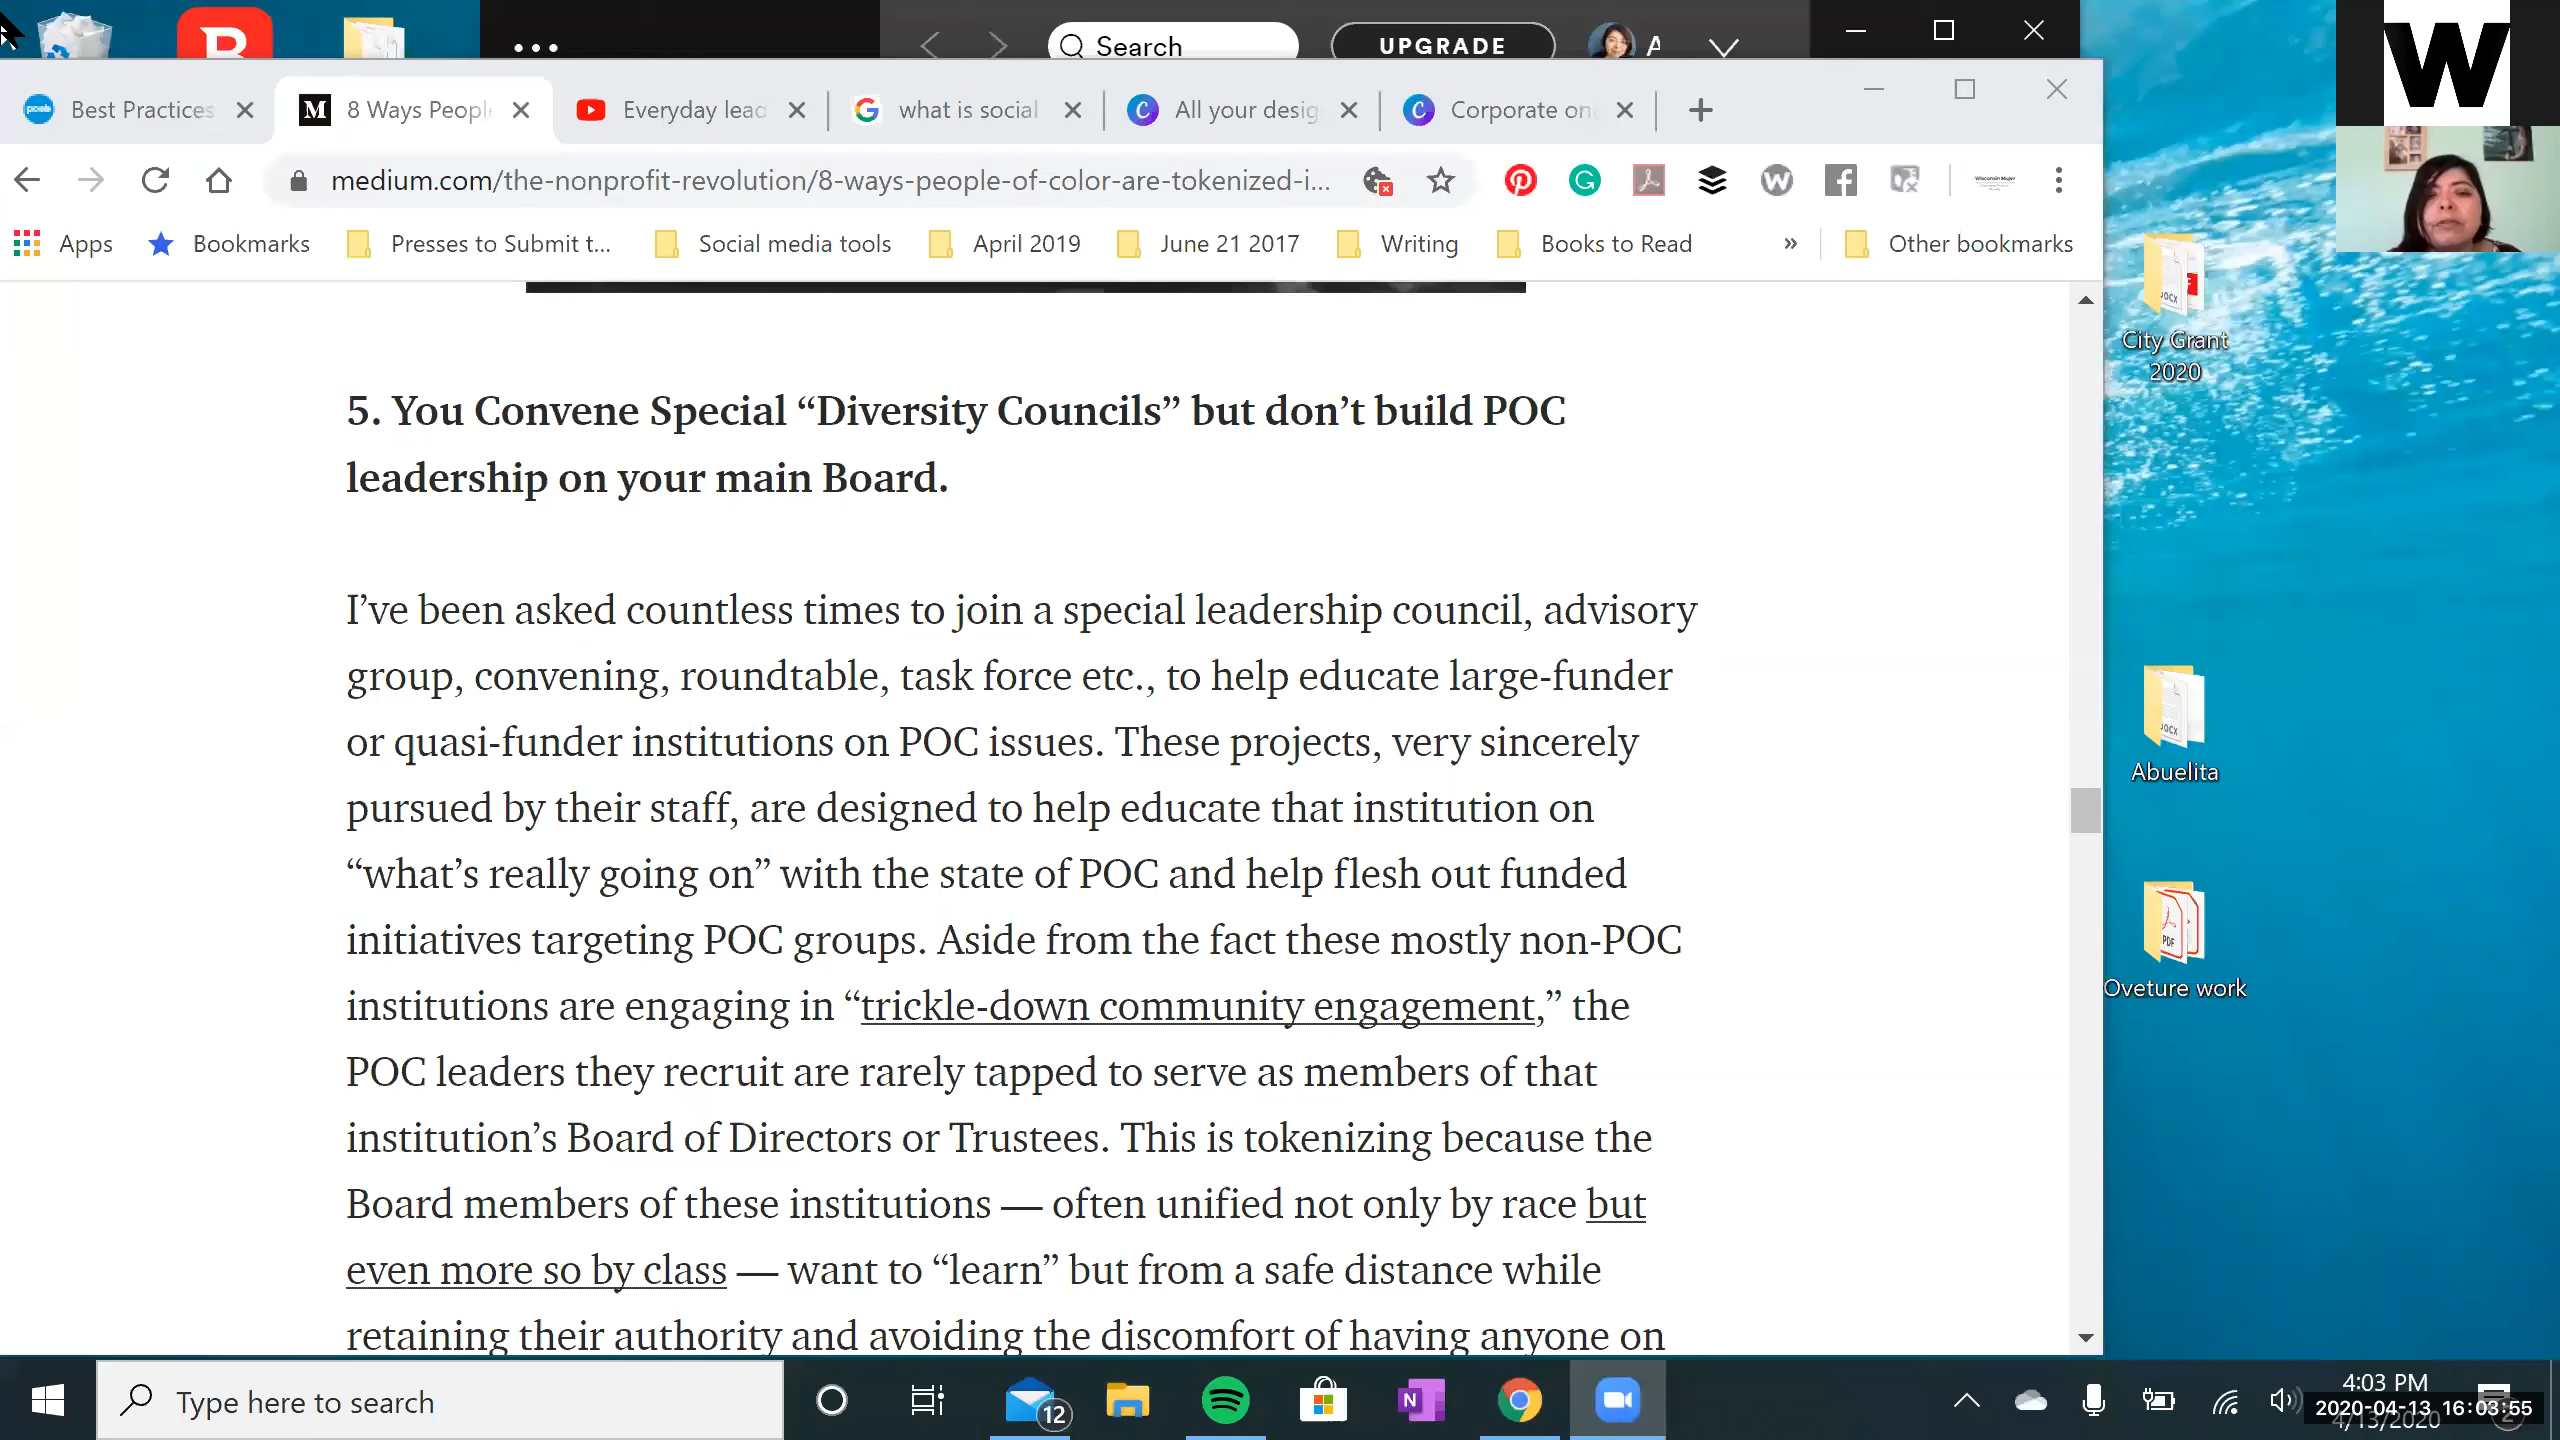 Search
UPGRADE
A
W
Best Practices
8 Ways People
Everyday lead
what is social
All your desig
Corporate on
medium.com/the-nonprofit-revolution/8-ways-people-of-color-are-tokenized-i...
Apps
Bookmarks
Presses to Submit t...
Social media tools
April 2019
June 21 2017
Writing
Books to Read
»
Other bookmarks
5. You Convene Special “Diversity Councils” but don’t build POC
leadership on your main Board.
I’ve been asked countless times to join a special leadership council, advisory
group, convening, roundtable, task force etc., to help educate large-funder
or quasi-funder institutions on POC issues. These projects, very sincerely
pursued by their staff, are designed to help educate that institution on
“what’s really going on” with the state of POC and help flesh out funded
initiatives targeting POC groups. Aside from the fact these mostly non-POC
institutions are engaging in “trickle-down community engagement,” the
POC leaders they recruit are rarely tapped to serve as members of that
institution’s Board of Directors or Trustees. This is tokenizing because the
Board members of these institutions — often unified not only by race but
even more so by class — want to “learn” but from a safe distance while
retaining their authority and avoiding the discomfort of having anyone on
City Grant
2020
Abuelita
Oveture work
Type here to search
12
4:03 PM
2020-04-13 16:03:55
4/13/2020